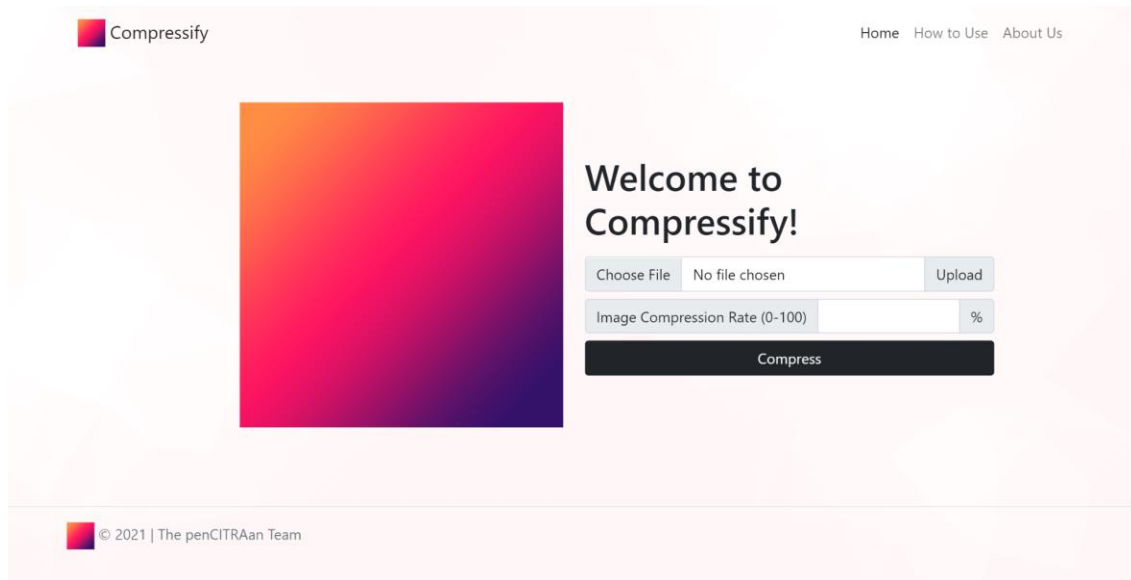 Compressify
Home How to Use About Us
Welcome to
Compressify!
Choose File No file chosen Upload
Image Compression Rate (0-100) %
Compress
© 2021 | The penCITRAan Team